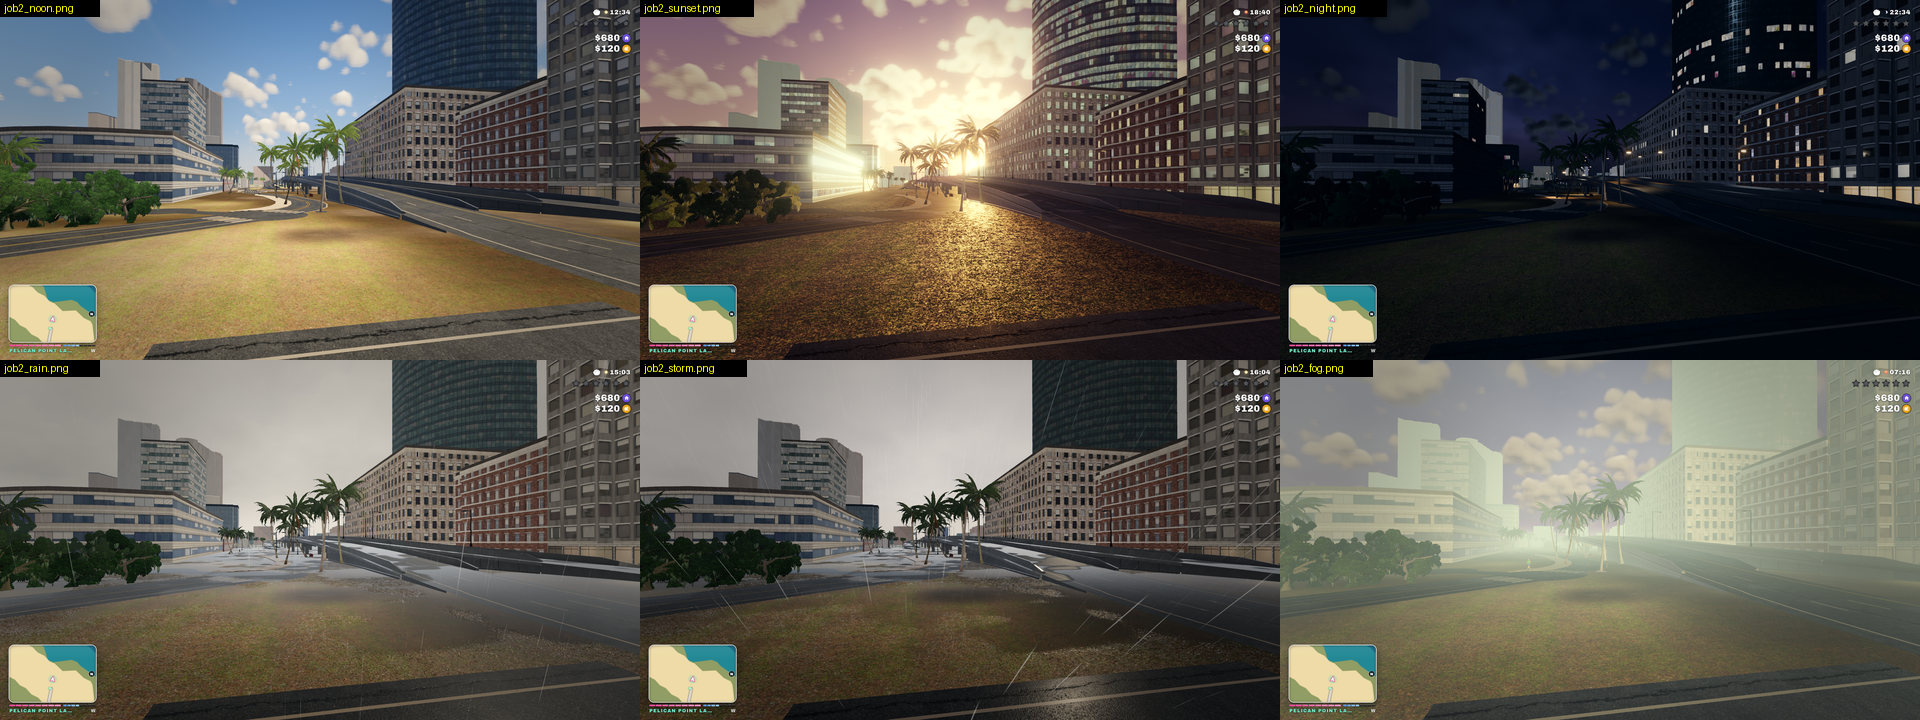 job2_noon.png
12:34
$680
$120
PELICAN POINT LA...
W
job2_sunset.png
18:40
$680
$120
PELICAN POINT LA...
W
job2_night.png
22:34
$680
$120
PELICAN POINT LA...
W
job2_rain.png
15:03
$680
$120
PELICAN POINT LA...
W
job2_storm.png
16:04
$680
$120
PELICAN POINT LA...
W
job2_fog.png
07:16
$680
$120
PELICAN POINT LA...
W